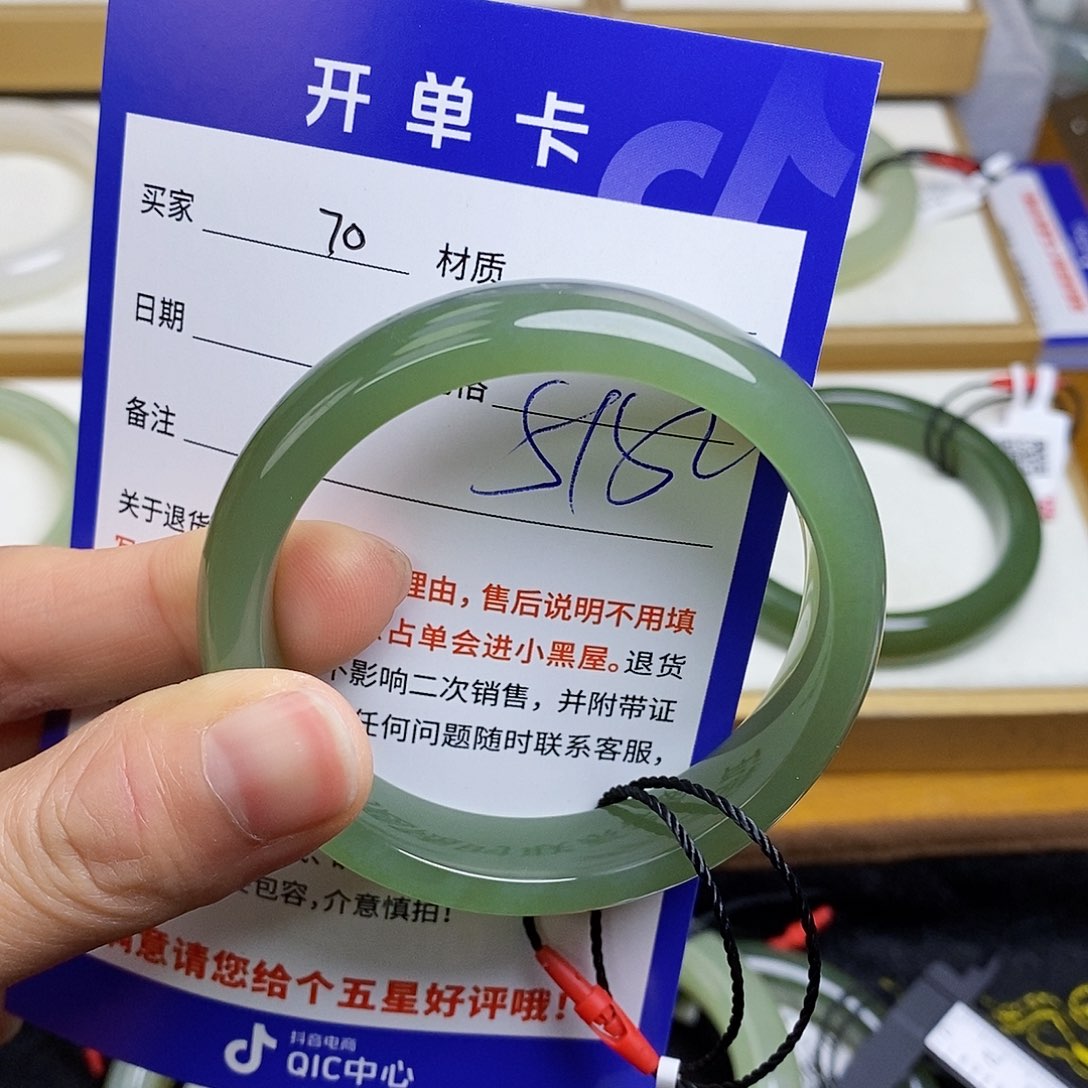 开单卡
买家 70 材质
日期
格 5180
备注
关于退货
理由，售后说明不用填
占单会进小黑屋。退货
不影响二次销售，并附带证
任何问题随时联系客服，
包容，介意慎拍！
满意请您给个五星好评哦！
抖音电商
QIC中心